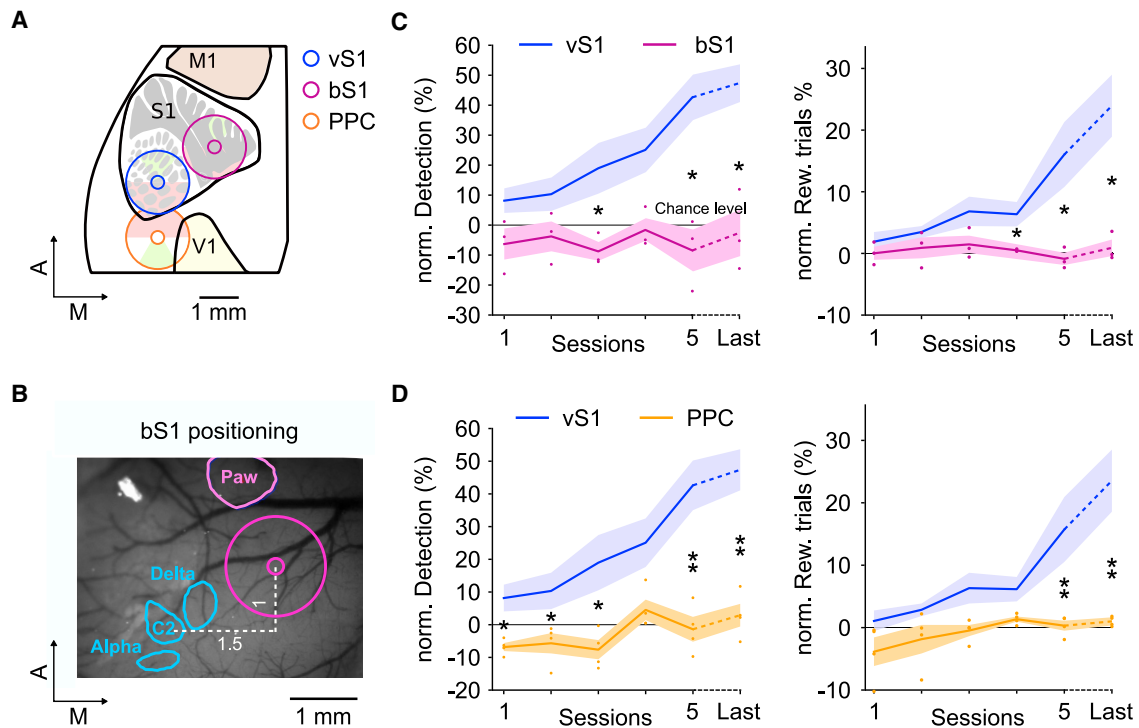 A
M1
S1
V1
vS1
bS1
PPC
A
M
1 mm
B
bS1 positioning
Paw
Delta
C2
Alpha
1
1.5
A
M
1 mm
C
vS1 bS1
norm. Detection (%)
60
50
40
30
20
10
0
-10
-20
-30
Chance level
* * *
1 5 Last
Sessions
norm. Rew. trials %
30
20
10
0
-10
* * *
1 5 Last
Sessions
D
vS1 PPC
norm. Detection (%)
60
50
40
30
20
10
0
-10
-20
* * * ** **
1 5 Last
Sessions
norm. Rew. trials (%)
30
20
10
0
-10
** **
1 5 Last
Sessions